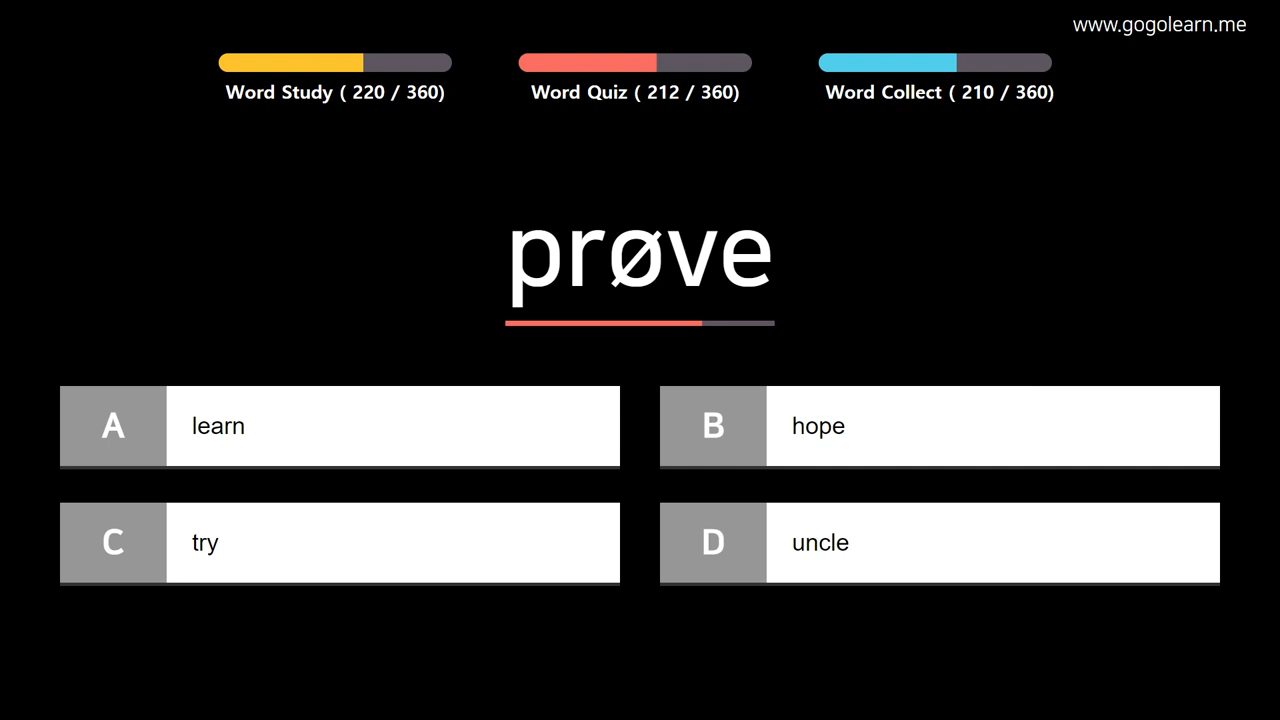 www.gogolearn.me
Word Study ( 220 / 360)
Word Quiz ( 212 / 360)
Word Collect ( 210 / 360)
prøve
A learn
B hope
C try
D uncle